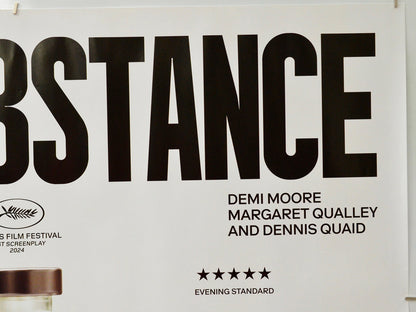 BSTANCE
DEMI MOORE
MARGARET QUALLEY
AND DENNIS QUAID
S FILM FESTIVAL
T SCREENPLAY
2024
★★★★★
EVENING STANDARD